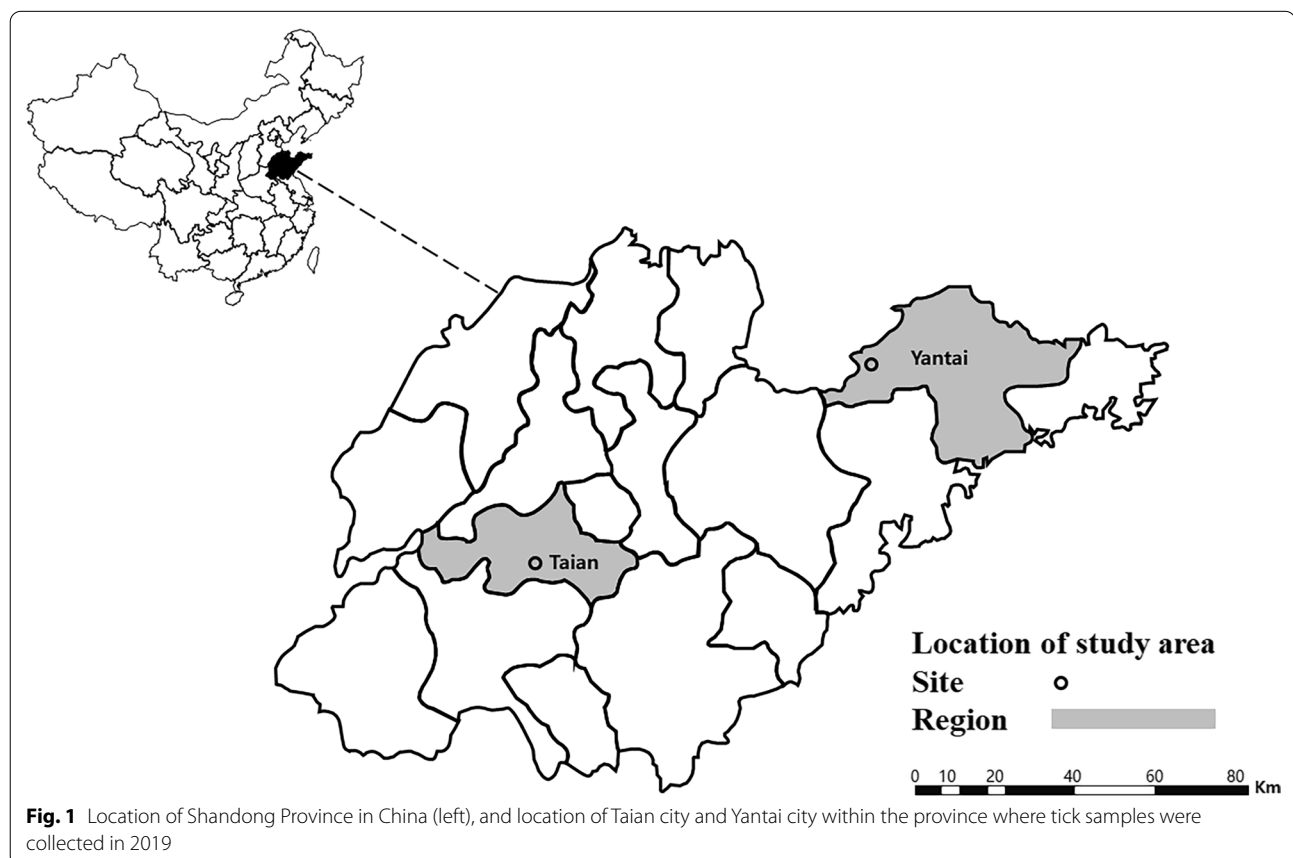 Yantai
Taian
Location of study area
Site
Region
0 10 20 40 60 80 Km
Fig. 1 Location of Shandong Province in China (left), and location of Taian city and Yantai city within the province where tick samples were
collected in 2019